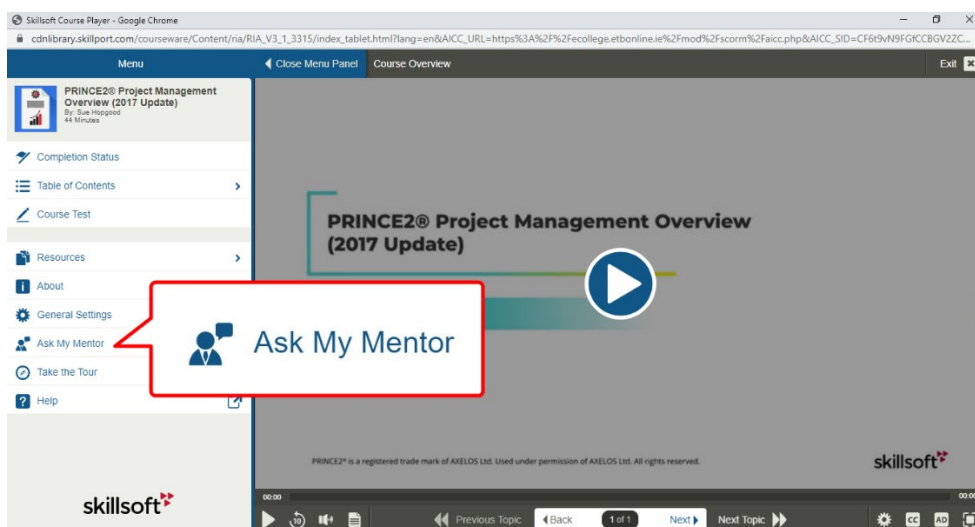 Skillsoft Course Player - Google Chrome
cdnlibrary.skillport.com/courseware/Content/ria/RIA_V3_1_3315/index_tablet.html?lang=en&AICC_URL=https%3A%2F%2Fecollege.etbonline.ie%2Fmod%2Fscorm%2Faicc.php&AICC_SID=CF6t9vN9FGfCCBGV2ZC...
Menu
Close Menu Panel
Course Overview
Exit
PRINCE2® Project Management
Overview (2017 Update)
By: Sue Hopgood
44 Minutes
Completion Status
Table of Contents
Course Test
Resources
About
General Settings
Ask My Mentor
Take the Tour
Help
skillsoft
Ask My Mentor
PRINCE2® Project Management Overview
(2017 Update)
PRINCE2® is a registered trade mark of AXELOS Ltd. Used under permission of AXELOS Ltd. All rights reserved.
skillsoft
00:00
00:00
10
Previous Topic
Back
1 of 1
Next
Next Topic
CC
AD